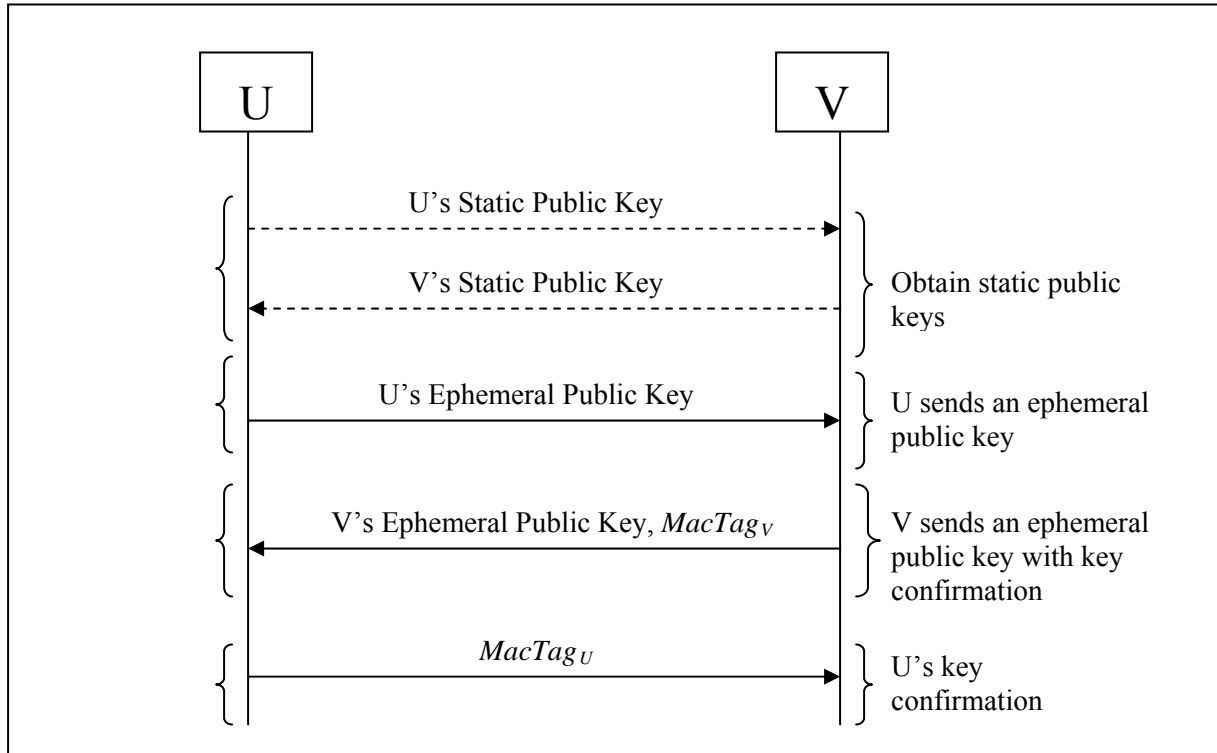 U
V
U’s Static Public Key
V’s Static Public Key
Obtain static public
keys
U’s Ephemeral Public Key
U sends an ephemeral
public key
V’s Ephemeral Public Key, MacTagV
V sends an ephemeral
public key with key
confirmation
MacTagU
U’s key
confirmation